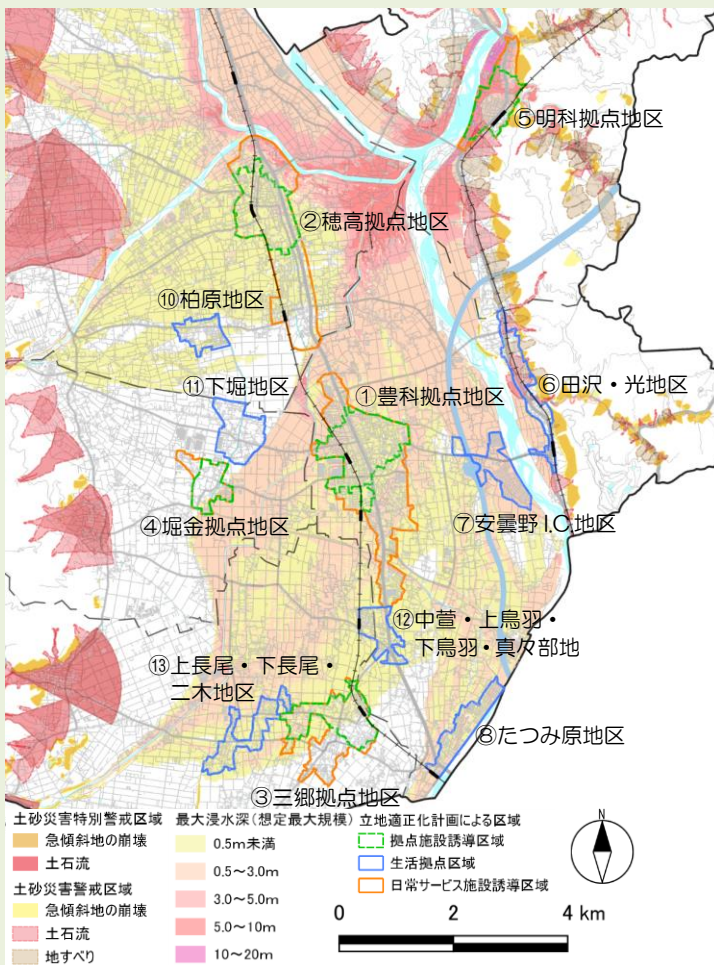 ⑤明科拠点地区
②穂高拠点地区
⑩柏原地区
⑪下堀地区
①豊科拠点地区
⑥田沢・光地区
④堀金拠点地区
⑦安曇野I.C地区
⑫中萱・上鳥羽・
下鳥羽・真々部地
⑬上長尾・下長尾・
二木地区
⑧たつみ原地区
③三郷拠点地区
土砂災害特別警戒区域
急傾斜地の崩壊
土石流
土砂災害警戒区域
急傾斜地の崩壊
土石流
地すべり
最大浸水深(想定最大規模)
0.5m未満
0.5~3.0m
3.0~5.0m
5.0~10m
10~20m
立地適正化計画による区域
拠点施設誘導区域
生活拠点区域
日常サービス施設誘導区域
N
0 2 4 km